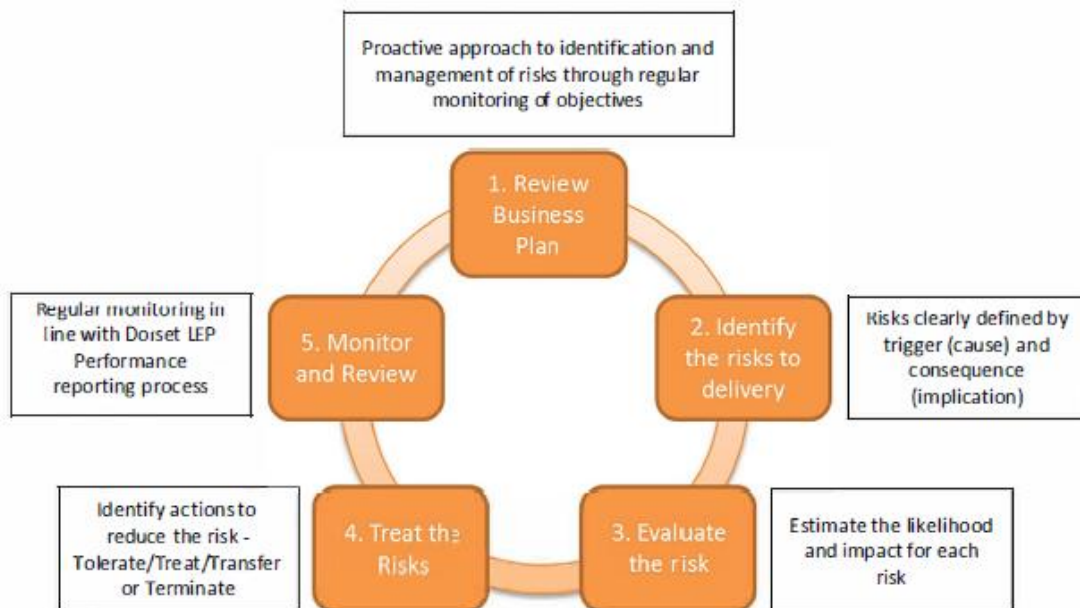 Proactive approach to identification and
management of risks through regular
monitoring of objectives
1. Review
Business
Plan
2. Identify
the risks to
delivery
Risks clearly defined by
trigger (cause) and
consequence
(implication)
3. Evaluate
the risk
Estimate the likelihood
and impact for each
risk
4. Treat the
Risks
Identify actions to
reduce the risk -
Tolerate/Treat/Transfer
or Terminate
5. Monitor
and Review
Regular monitoring in
line with Dorset LEP
Performance
reporting process